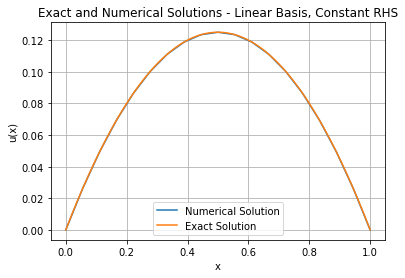 Exact and Numerical Solutions - Linear Basis, Constant RHS
0.12
0.10
0.08
0.06
0.04
0.02
0.00
u(x)
Numerical Solution
Exact Solution
0.0 0.2 0.4 0.6 0.8 1.0
x